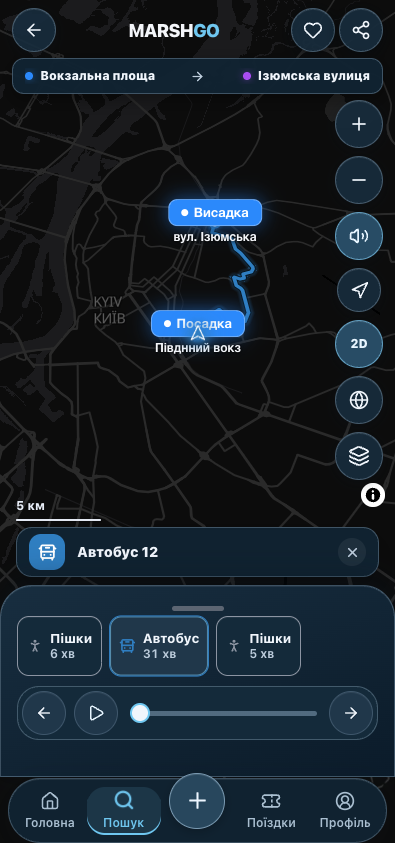 MARSHGO
Вокзальна площа → Ізюмська вулиця
Висадка
вул. Ізюмська
KYIV
КИЇВ
Посадка
Півднний вокз
2D
5 км
Автобус 12
Пішки
6 хв
Автобус
31 хв
Пішки
5 хв
Головна
Пошук
Поїздки
Профіль